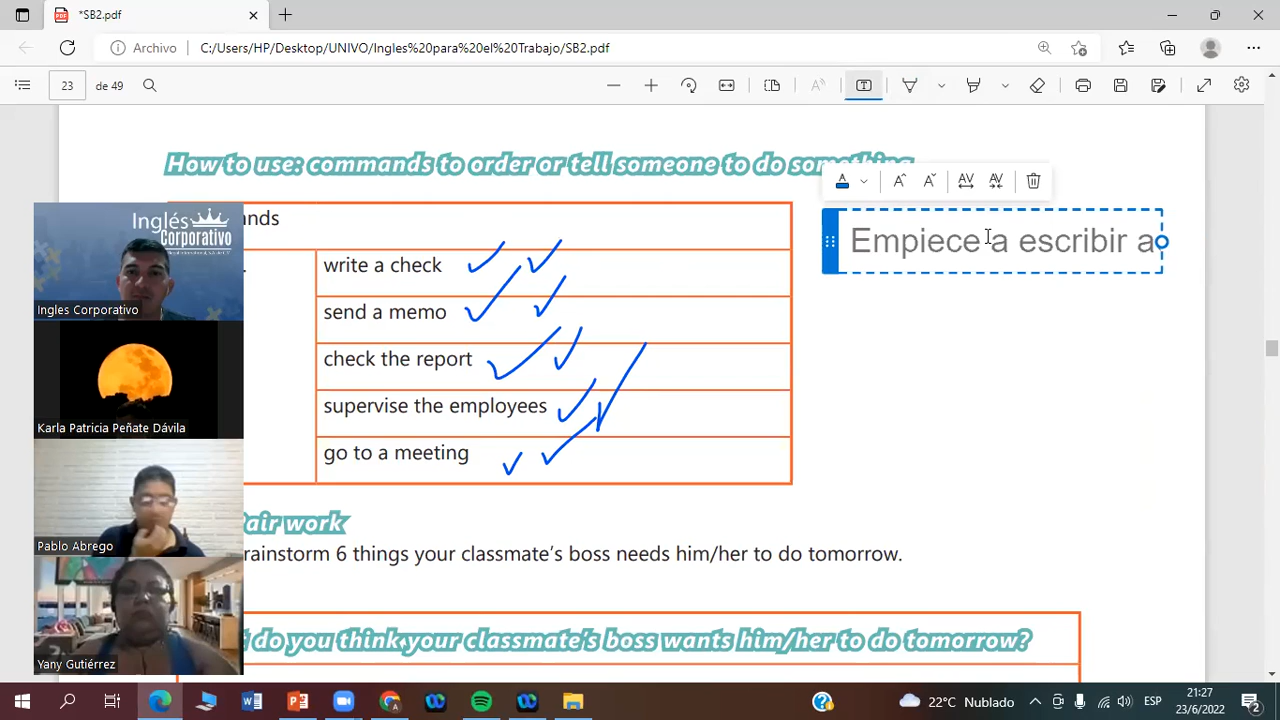 *SB2.pdf
Archivo
C:/Users/HP/Desktop/UNIVO/Ingles%20para%20el%20Trabajo/SB2.pdf
23 de 49
How to use: commands to order or tell someone to do something
nds
write a check
send a memo
check the report
supervise the employees
go to a meeting
Empiece a escribir a
Inglés
Corporativo
Ingles Corporativo
Karla Patricia Peñate Dávila
Pablo Abrego
Yany Gutiérrez
air work
rainstorm 6 things your classmate's boss needs him/her to do tomorrow.
do you think your classmate's boss wants him/her to do tomorrow?
22°C Nublado
ESP
21:27
23/6/2022
2